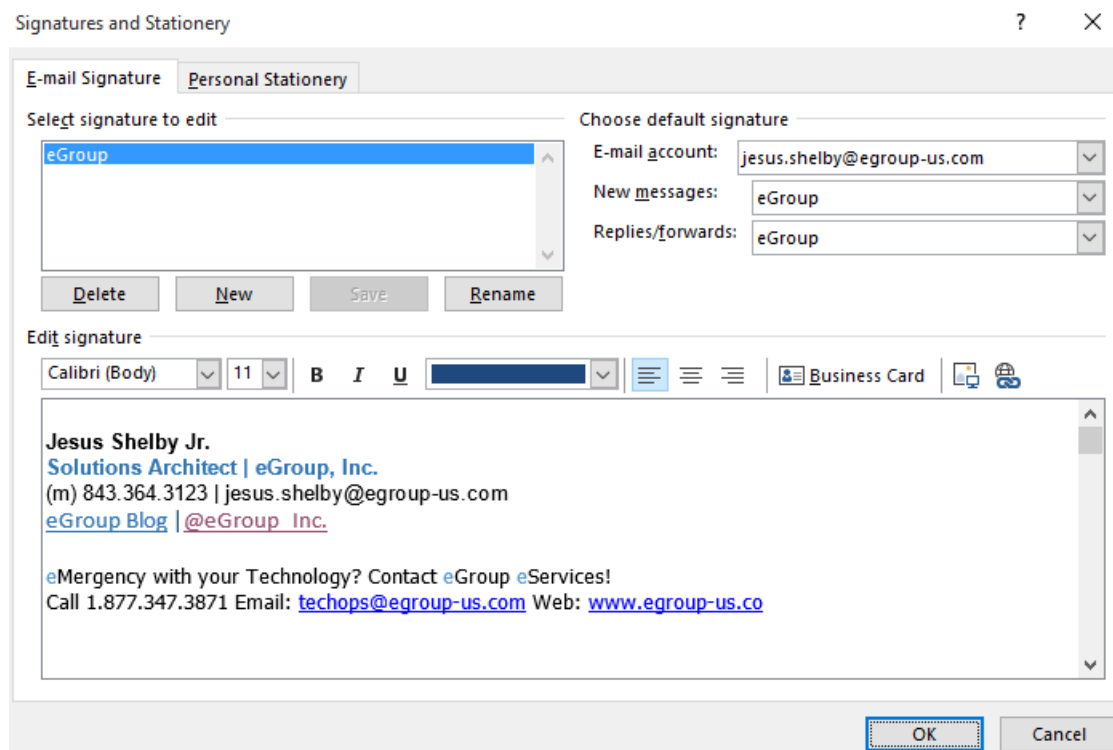 Signatures and Stationery ? ×
E-mail Signature Personal Stationery
Select signature to edit
eGroup
Delete New Save Rename
Choose default signature
E-mail account: jesus.shelby@egroup-us.com
New messages: eGroup
Replies/forwards: eGroup
Edit signature
Calibri (Body) 11 B I U Business Card
Jesus Shelby Jr.
Solutions Architect | eGroup, Inc.
(m) 843.364.3123 | jesus.shelby@egroup-us.com
eGroup Blog | @eGroup_Inc.
eMergency with your Technology? Contact eGroup eServices!
Call 1.877.347.3871 Email: techops@egroup-us.com Web: www.egroup-us.co
OK Cancel